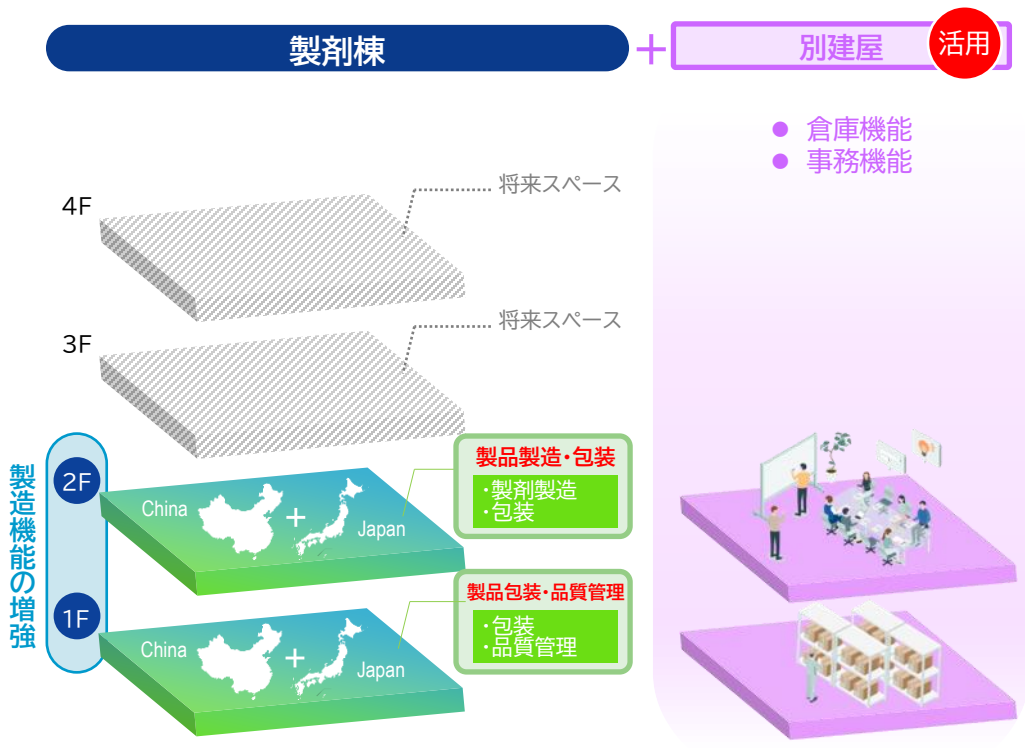 製剤棟
+
別建屋
活用
● 倉庫機能
● 事務機能
4F
将来スペース
3F
将来スペース
製造機能の増強
2F
China
+
Japan
製品製造・包装
・製剤製造
・包装
1F
China
+
Japan
製品包装・品質管理
・包装
・品質管理